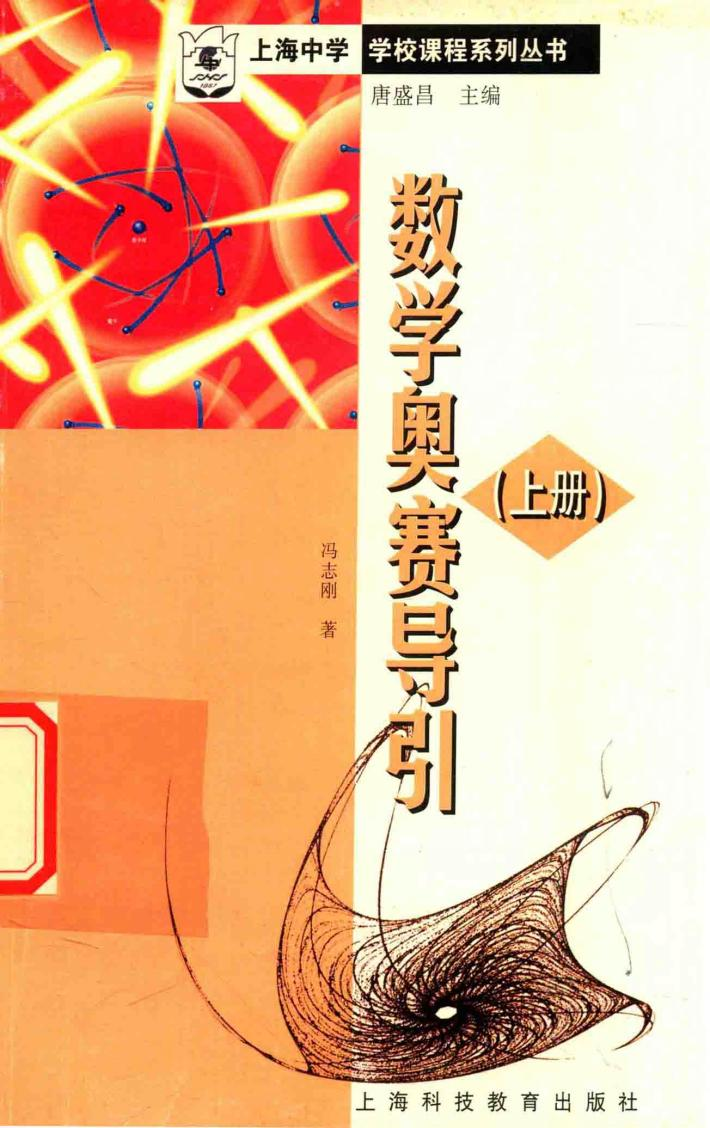 上海中学 学校课程系列丛书
唐盛昌 主编
数学奥赛导引
(上册)
冯志刚 著
上海科技教育出版社